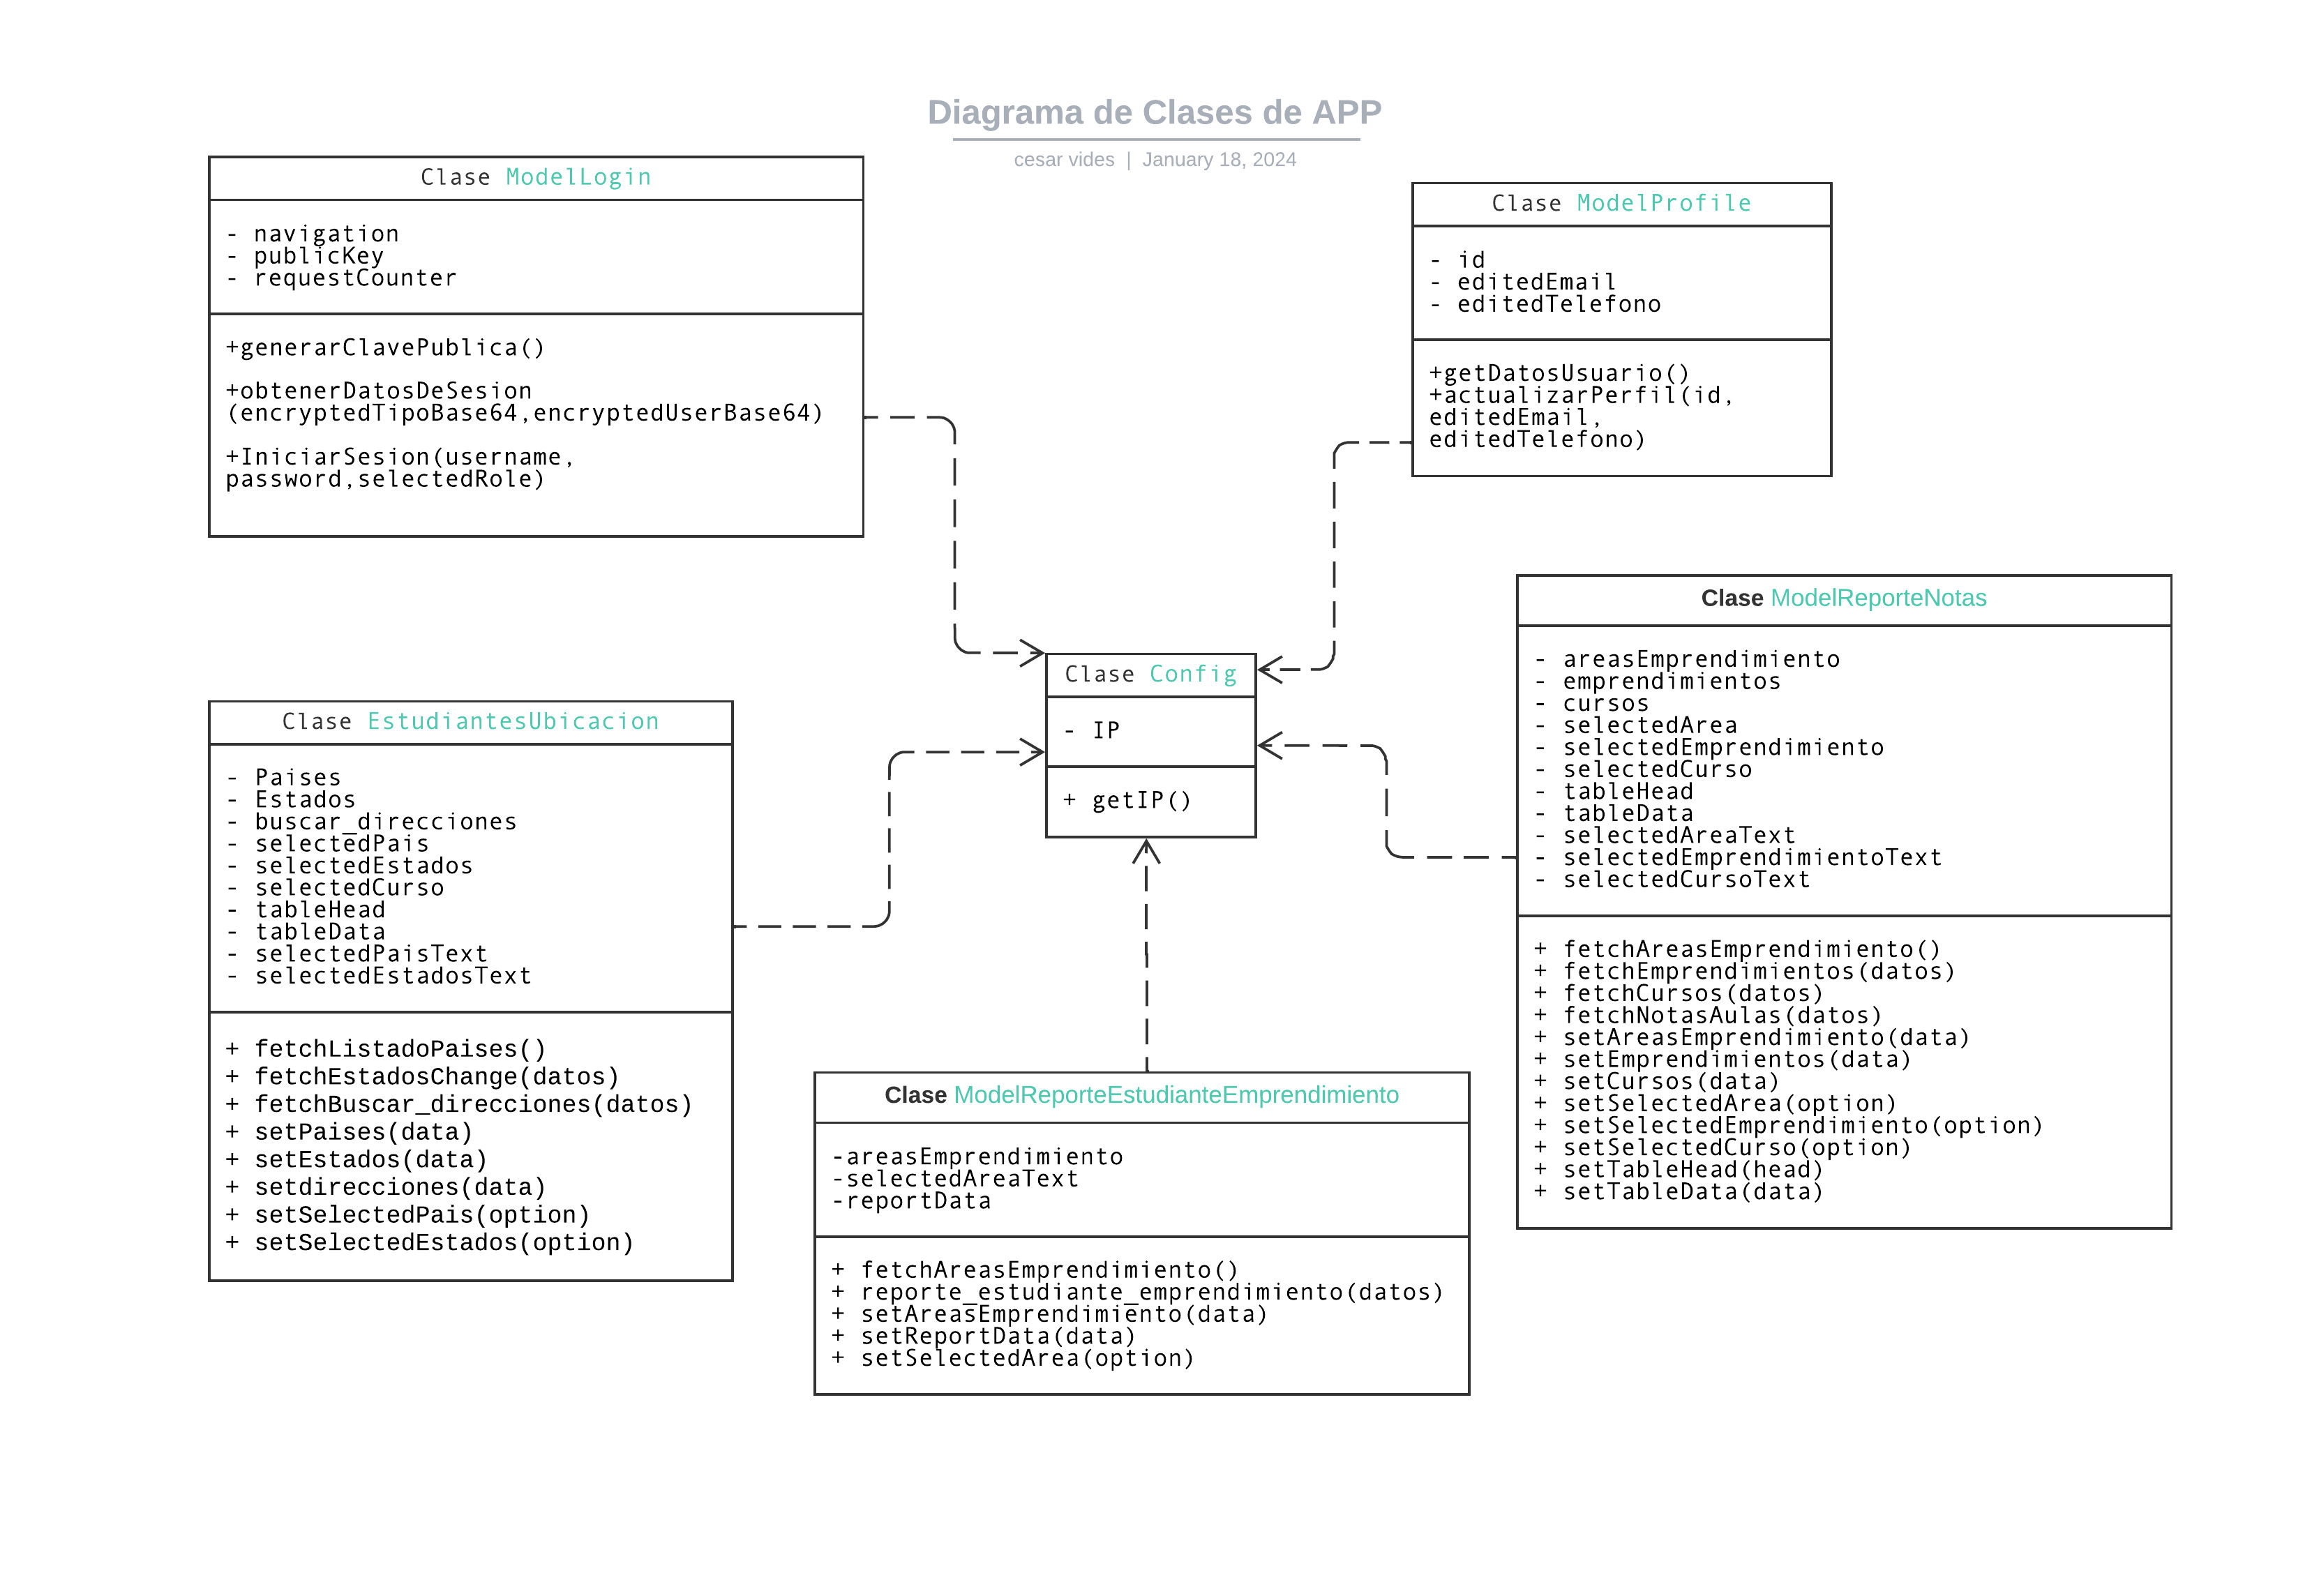 Diagrama de Clases de APP
cesar vides | January 18, 2024
Clase ModelLogin
- navigation
- publicKey
- requestCounter
+generarClavePublica()
+obtenerDatosDeSesion
(encryptedTipoBase64,encryptedUserBase64)
+IniciarSesion(username,
password,selectedRole)
Clase ModelProfile
- id
- editedEmail
- editedTelefono
+getDatosUsuario()
+actualizarPerfil(id,
editedEmail,
editedTelefono)
Clase Config
- IP
+ getIP()
Clase EstudiantesUbicacion
- Paises
- Estados
- buscar_direcciones
- selectedPais
- selectedEstados
- selectedCurso
- tableHead
- tableData
- selectedPaisText
- selectedEstadosText
+ fetchListadoPaises()
+ fetchEstadosChange(datos)
+ fetchBuscar_direcciones(datos)
+ setPaises(data)
+ setEstados(data)
+ setdirecciones(data)
+ setSelectedPais(option)
+ setSelectedEstados(option)
Clase ModelReporteNotas
- areasEmprendimiento
- emprendimientos
- cursos
- selectedArea
- selectedEmprendimiento
- selectedCurso
- tableHead
- tableData
- selectedAreaText
- selectedEmprendimientoText
- selectedCursoText
+ fetchAreasEmprendimiento()
+ fetchEmprendimientos(datos)
+ fetchCursos(datos)
+ fetchNotasAulas(datos)
+ setAreasEmprendimiento(data)
+ setEmprendimientos(data)
+ setCursos(data)
+ setSelectedArea(option)
+ setSelectedEmprendimiento(option)
+ setSelectedCurso(option)
+ setTableHead(head)
+ setTableData(data)
Clase ModelReporteEstudianteEmprendimiento
-areasEmprendimiento
-selectedAreaText
-reportData
+ fetchAreasEmprendimiento()
+ reporte_estudiante_emprendimiento(datos)
+ setAreasEmprendimiento(data)
+ setReportData(data)
+ setSelectedArea(option)